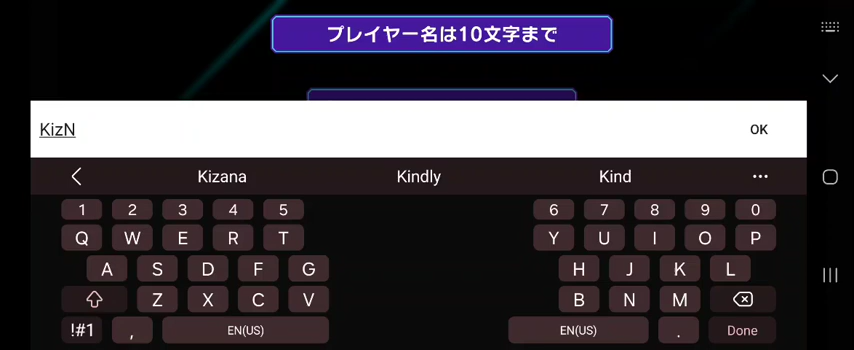 プレイヤー名は10文字まで
KizN
OK
Kizana Kindly Kind
1 2 3 4 5 6 7 8 9 0
Q W E R T Y U I O P
A S D F G H J K L
Z X C V B N M
!#1 , EN(US) EN(US) . Done